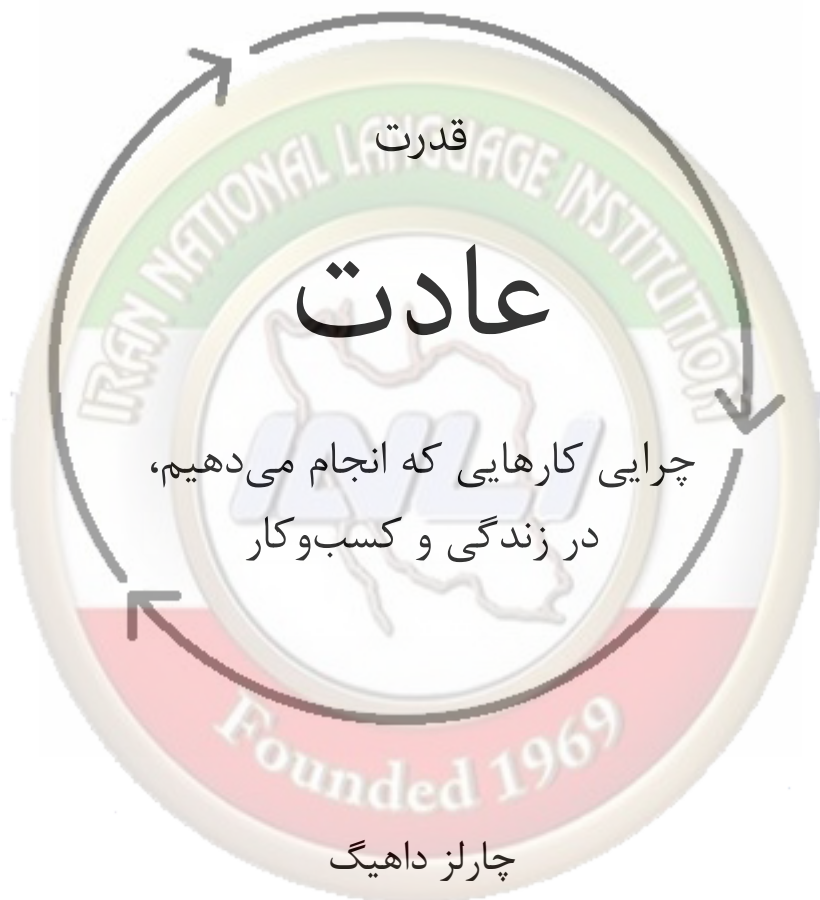 قدرت
IRAN NATIONAL LANGUAGE INSTITUTION
عادت
INLI
چرایی کارهایی که انجام می‌دهیم،
در زندگی و کسب‌وکار
Founded 1969
چارلز داهیگ